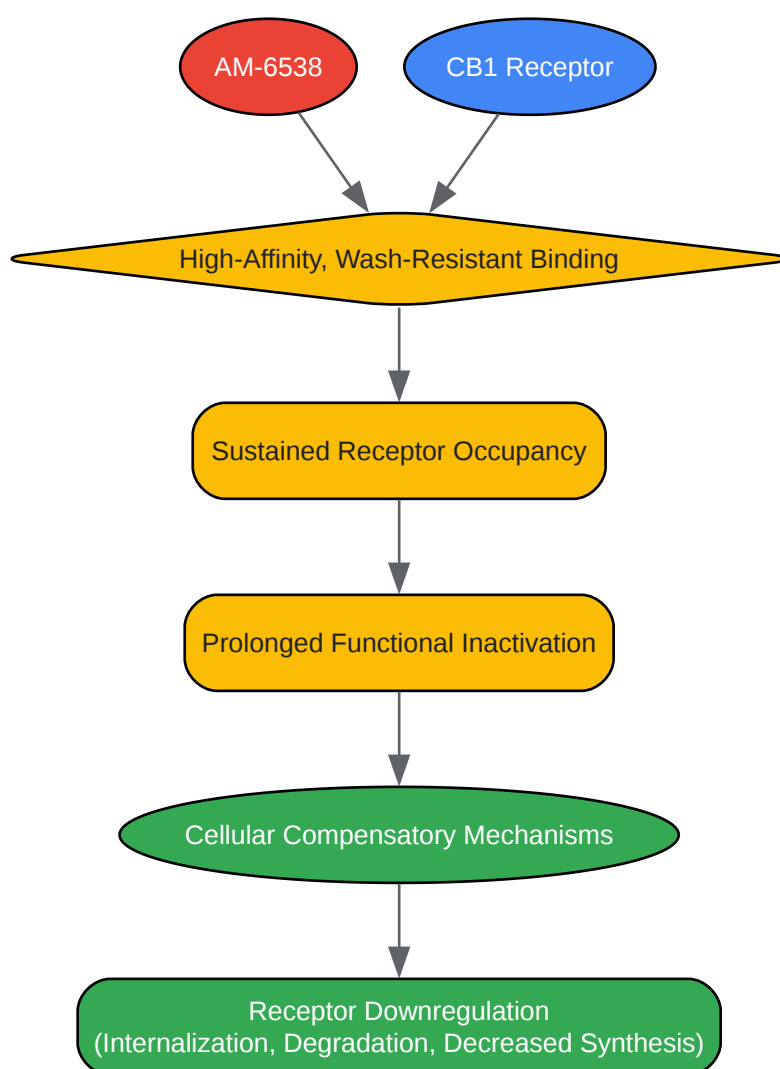 AM-6538
CB1 Receptor
High-Affinity, Wash-Resistant Binding
Sustained Receptor Occupancy
Prolonged Functional Inactivation
Cellular Compensatory Mechanisms
Receptor Downregulation
(Internalization, Degradation, Decreased Synthesis)